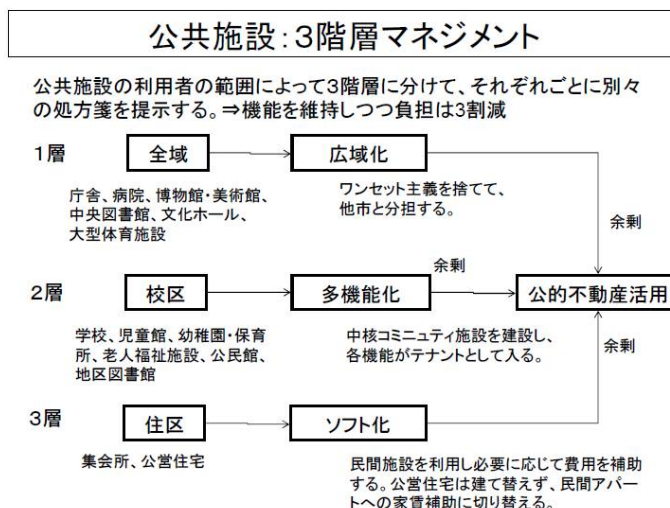 公共施設：３階層マネジメント
公共施設の利用者の範囲によって３階層に分けて、それぞれごとに別々
の処方箋を提示する。⇒機能を維持しつつ負担は3割減
１層
全域
広域化
庁舎、病院、博物館・美術館、
中央図書館、文化ホール、
大型体育施設
ワンセット主義を捨てて、
他市と分担する。
余剰
２層
校区
多機能化
余剰
公的不動産活用
学校、児童館、幼稚園・保育
所、老人福祉施設、公民館、
地区図書館
中核コミニュティ施設を建設し、
各機能がテナントとして入る。
余剰
３層
住区
ソフト化
集会所、公営住宅
民間施設を利用し必要に応じて費用を補助
する。公営住宅は建て替えず、民間アパー
トへの家賃補助に切り替える。